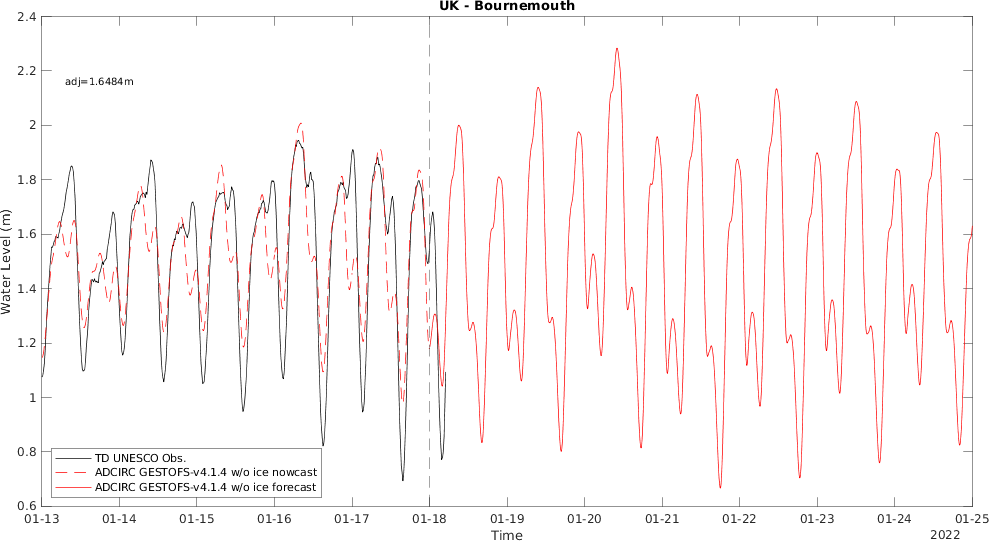 UK - Bournemouth
2.4
2.2
adj=1.6484m
2
1.8
1.6
Water Level (m)
1.4
1.2
1
0.8
0.6
TD UNESCO Obs.
ADCIRC GESTOFS-v4.1.4 w/o ice nowcast
ADCIRC GESTOFS-v4.1.4 w/o ice forecast
01-13 01-14 01-15 01-16 01-17 01-18 01-19 01-20 01-21 01-22 01-23 01-24 01-25
Time
2022